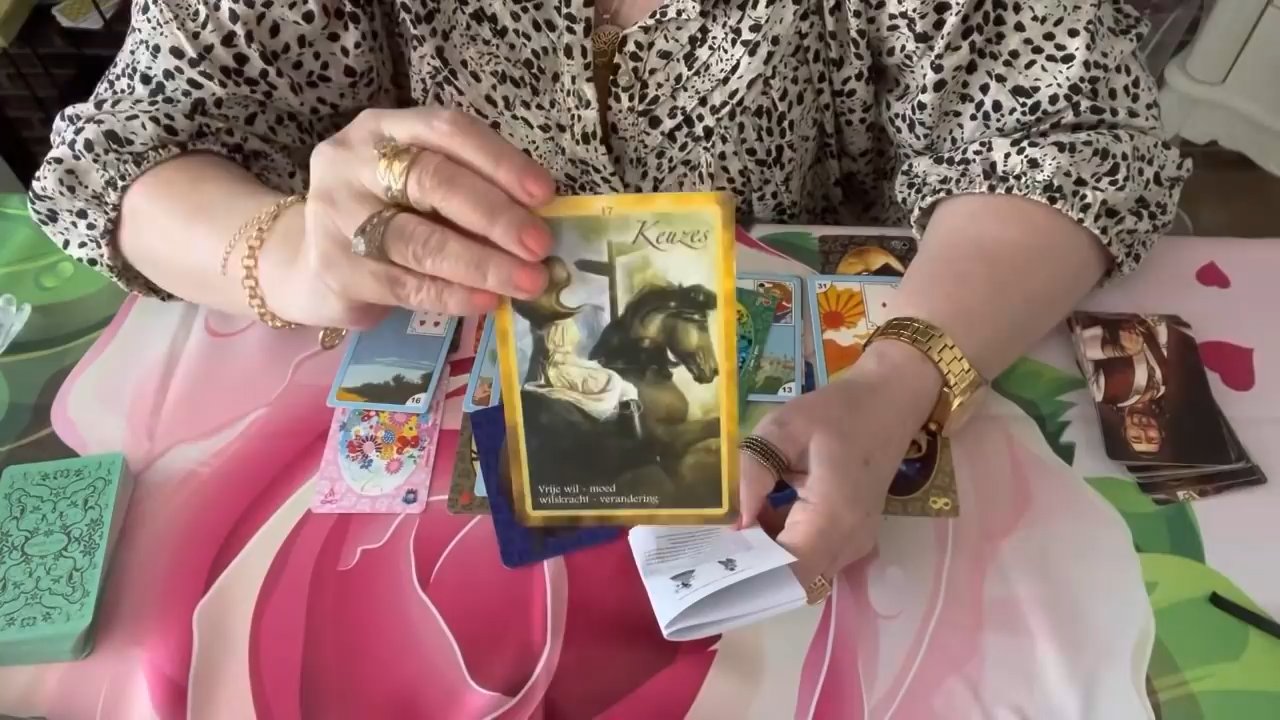 17
Keuzes
31
13
16
Vrije wil - moed
wilskracht - verandering